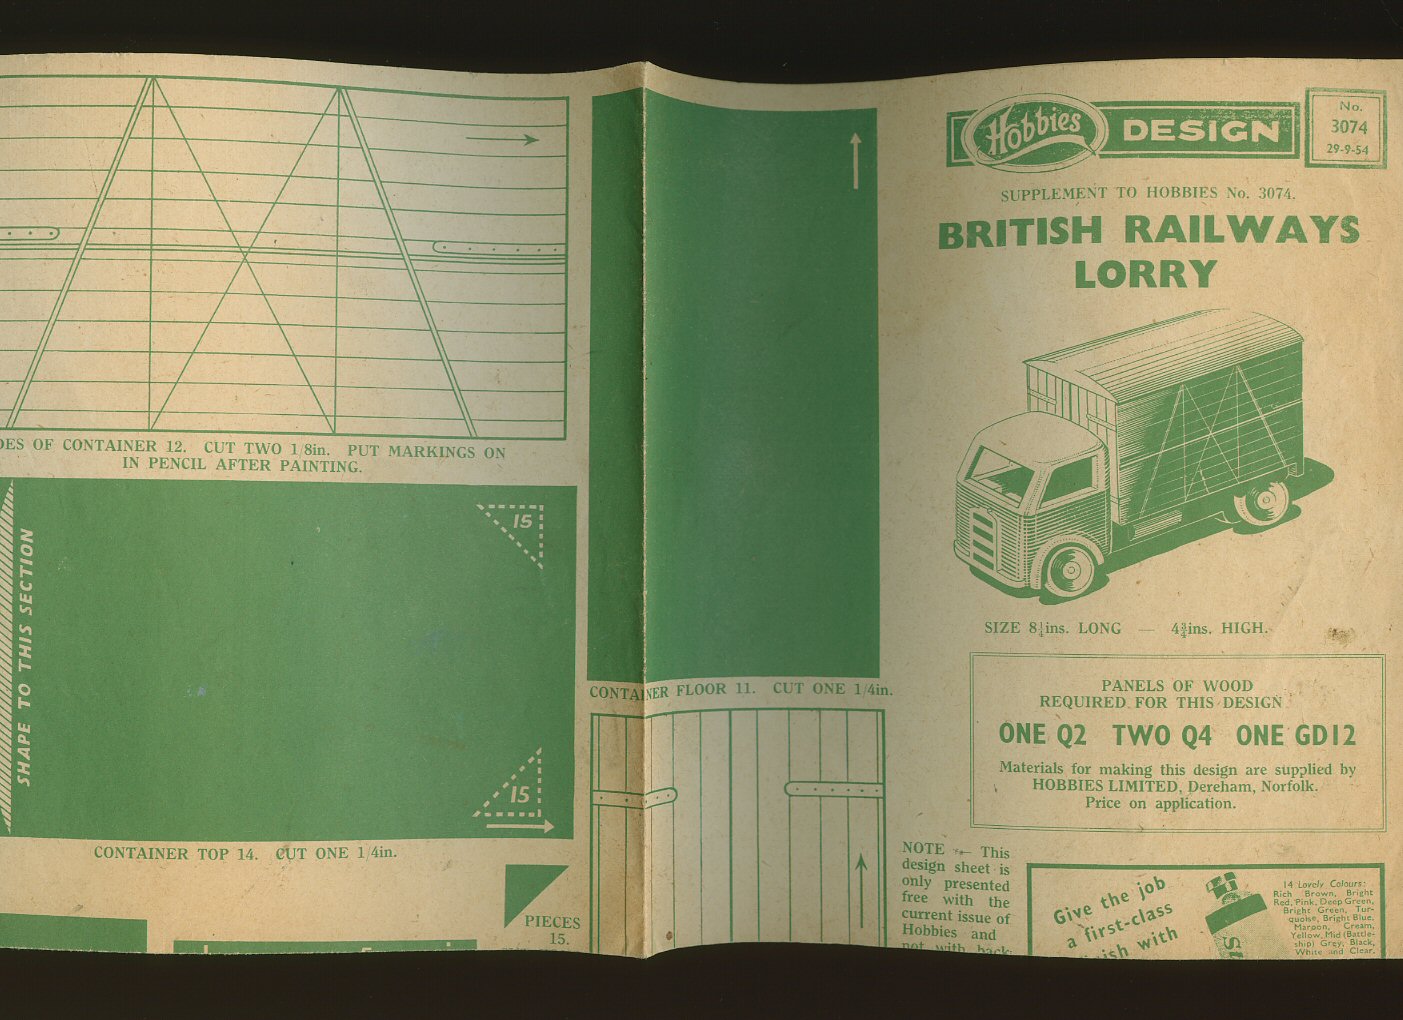 Hobbies DESIGN
No.
3074
29-9-54
SUPPLEMENT TO HOBBIES No. 3074.
BRITISH RAILWAYS
LORRY
SIZE 8¼ins. LONG — 4¾ins. HIGH.
PANELS OF WOOD
REQUIRED FOR THIS DESIGN
ONE Q2 TWO Q4 ONE GD12
Materials for making this design are supplied by
HOBBIES LIMITED, Dereham, Norfolk.
Price on application.
NOTE — This
design sheet is
only presented
free with the
current issue of
Hobbies and
not with back
Give the job
a first-class
ish with
14 Lovely Colours:
Rich Brown, Bright
Red, Pink, Deep Green,
Bright Green, Tur-
quoise, Bright Blue,
Maroon, Cream,
Yellow, Mid (Battle-
ship) Grey, Black,
White and Clear.
DES OF CONTAINER 12. CUT TWO 1/8in. PUT MARKINGS ON
IN PENCIL AFTER PAINTING.
SHAPE TO THIS SECTION
15
15
CONTAINER TOP 14. CUT ONE 1/4in.
PIECES
15.
CONTAINER FLOOR 11. CUT ONE 1/4in.